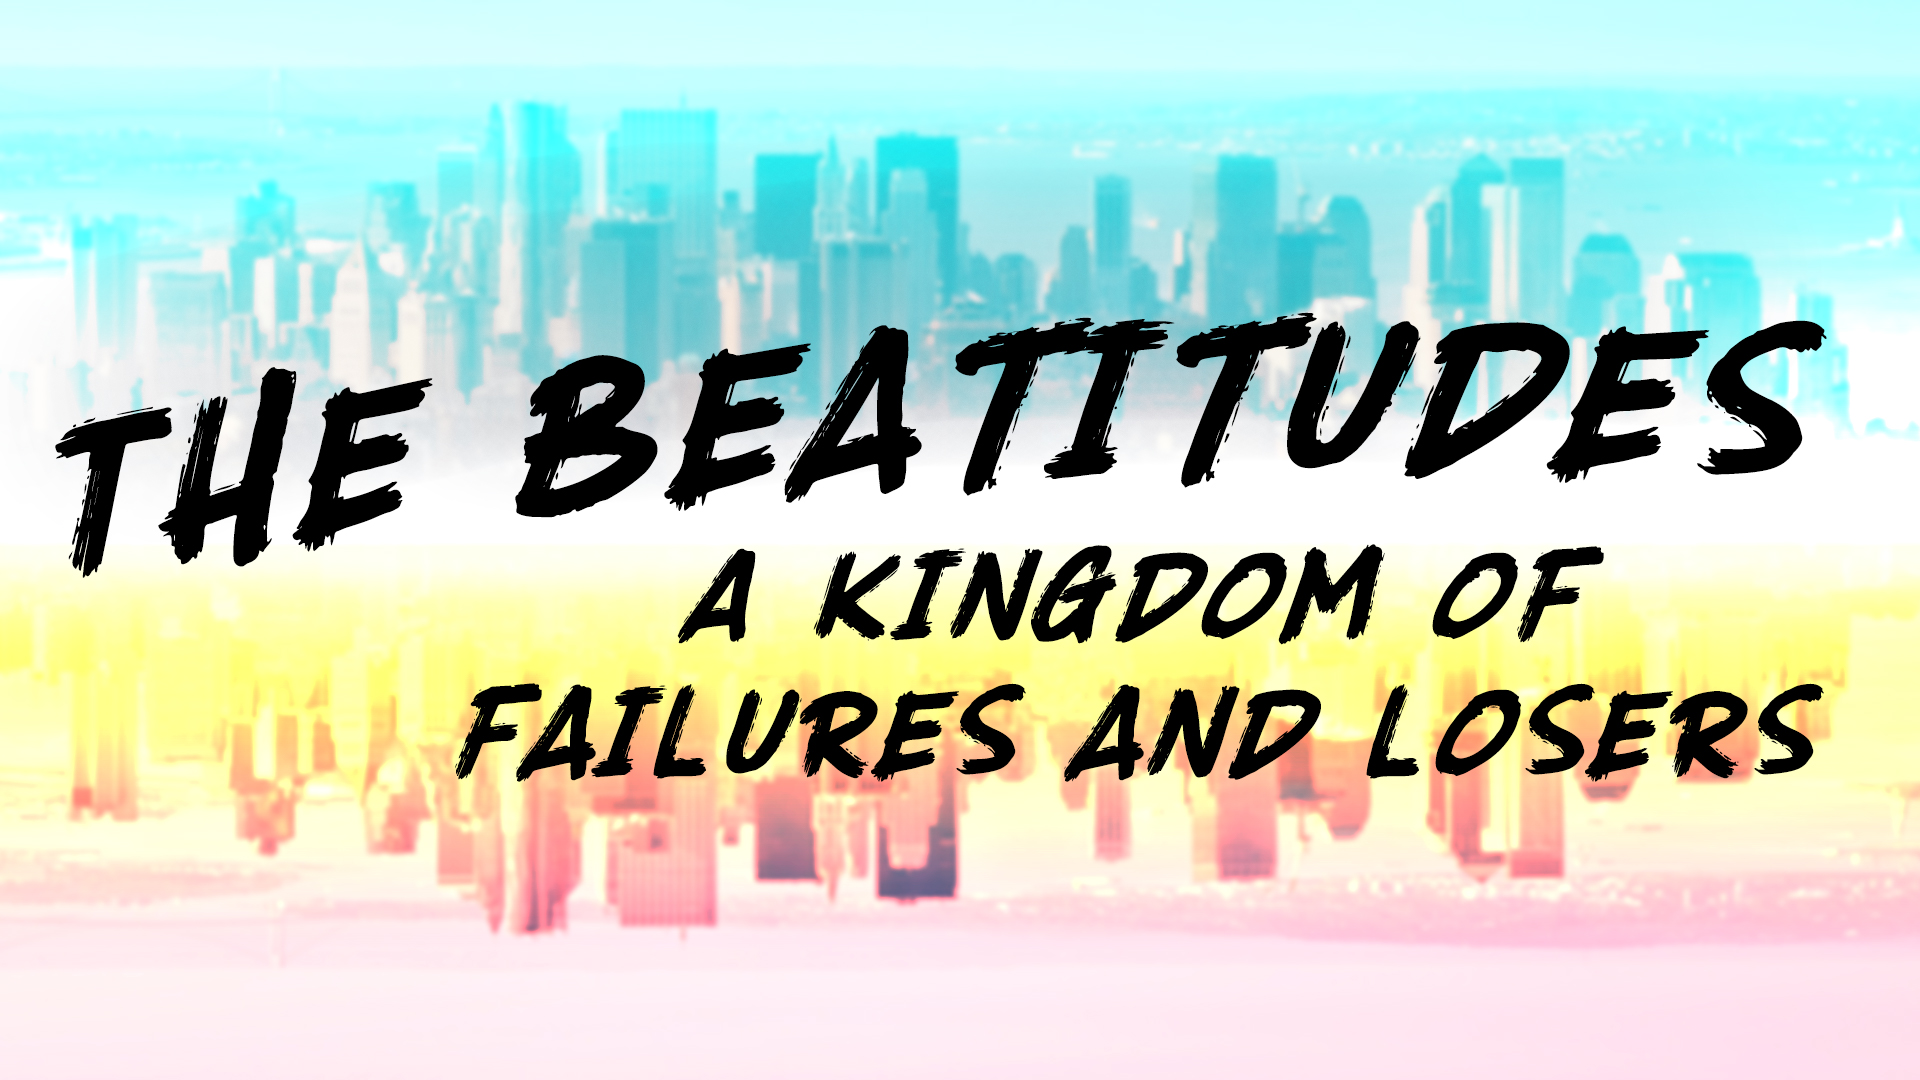 THE BEATITUDES
A KINGDOM OF
FAILURES AND LOSERS